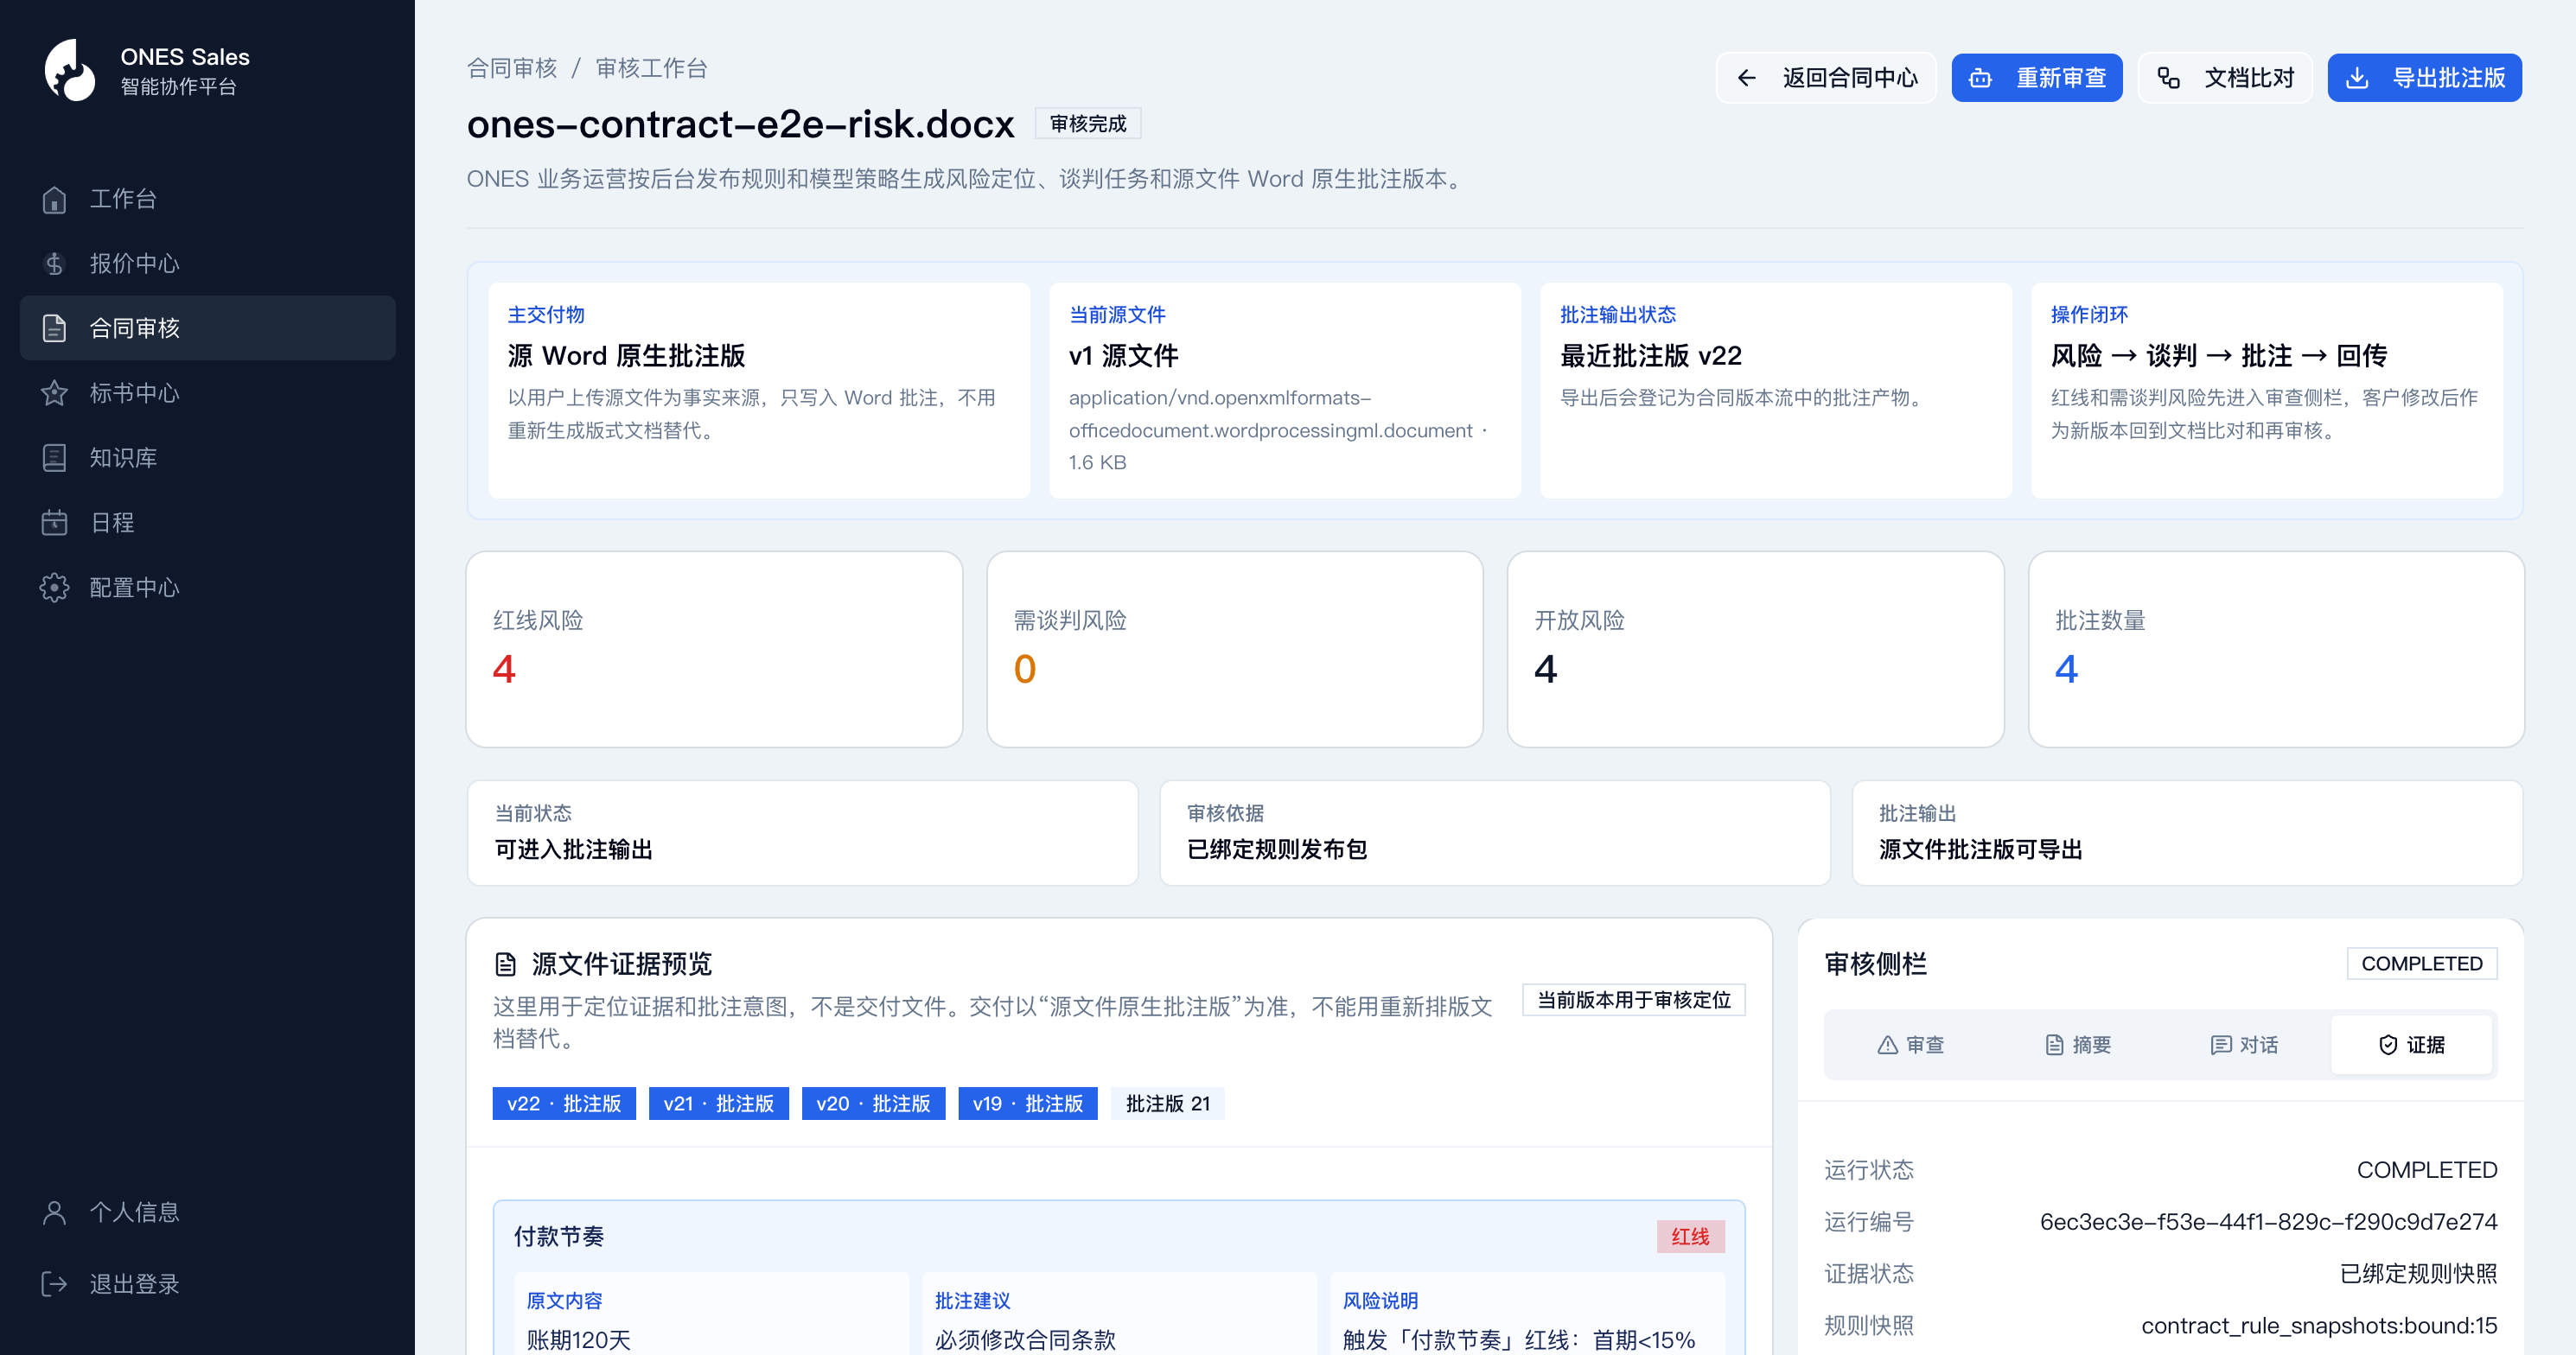 ONES Sales
智能协作平台
工作台
报价中心
合同审核
标书中心
知识库
日程
配置中心
个人信息
退出登录
合同审核 / 审核工作台
返回合同中心
重新审查
文档比对
导出批注版
ones-contract-e2e-risk.docx
审核完成
ONES 业务运营按后台发布规则和模型策略生成风险定位、谈判任务和源文件 Word 原生批注版本。
主交付物
源 Word 原生批注版
以用户上传源文件为事实来源，只写入 Word 批注，不用
重新生成版式文档替代。
当前源文件
v1 源文件
application/vnd.openxmlformats-
officedocument.wordprocessingml.document ·
1.6 KB
批注输出状态
最近批注版 v22
导出后会登记为合同版本流中的批注产物。
操作闭环
风险 → 谈判 → 批注 → 回传
红线和需谈判风险先进入审查侧栏，客户修改后作
为新版本回到文档比对和再审核。
红线风险
4
需谈判风险
0
开放风险
4
批注数量
4
当前状态
可进入批注输出
审核依据
已绑定规则发布包
批注输出
源文件批注版可导出
源文件证据预览
这里用于定位证据和批注意图，不是交付文件。交付以“源文件原生批注版”为准，不能用重新排版文
档替代。
当前版本用于审核定位
v22 · 批注版
v21 · 批注版
v20 · 批注版
v19 · 批注版
批注版 21
付款节奏
红线
原文内容
账期120天
批注建议
必须修改合同条款
风险说明
触发「付款节奏」红线：首期<15%
审核侧栏
COMPLETED
审查
摘要
对话
证据
运行状态
COMPLETED
运行编号
6ec3ec3e-f53e-44f1-829c-f290c9d7e274
证据状态
已绑定规则快照
规则快照
contract_rule_snapshots:bound:15